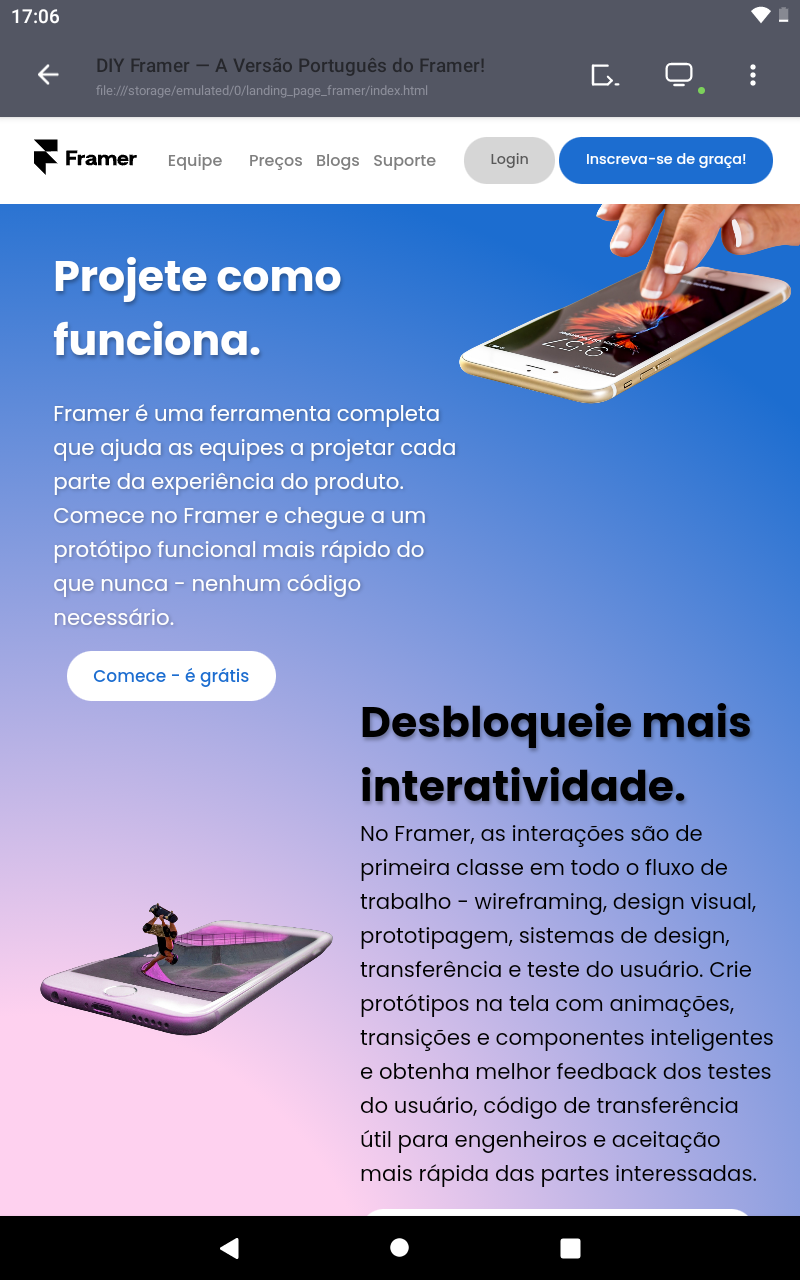 17:06
DIY Framer — A Versão Português do Framer!
file:///storage/emulated/0/landing_page_framer/index.html
Framer
Equipe Preços Blogs Suporte
Login
Inscreva-se de graça!
Projete como
funciona.
9:57
Framer é uma ferramenta completa
que ajuda as equipes a projetar cada
parte da experiência do produto.
Comece no Framer e chegue a um
protótipo funcional mais rápido do
que nunca - nenhum código
necessário.
Comece - é grátis
Desbloqueie mais
interatividade.
No Framer, as interações são de
primeira classe em todo o fluxo de
trabalho - wireframing, design visual,
prototipagem, sistemas de design,
transferência e teste do usuário. Crie
protótipos na tela com animações,
transições e componentes inteligentes
e obtenha melhor feedback dos testes
do usuário, código de transferência
útil para engenheiros e aceitação
mais rápida das partes interessadas.